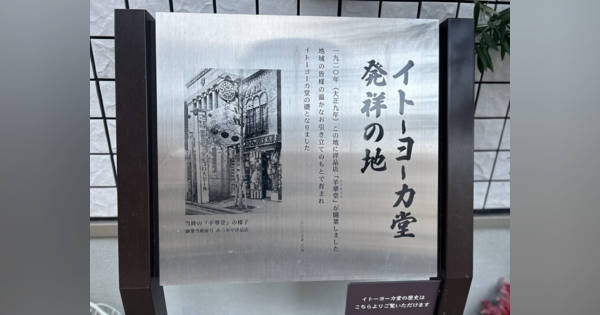 イトーヨーカ堂
発祥の地
一九二〇年（大正九年）この地に洋品店「羊華堂」が開業しました
地域の皆様の温かなお引き立てのもとで育まれ
イトーヨーカ堂の礎となりました
当時の「羊華堂」の様子
イトーヨーカ堂の歴史は
こちらよりご覧いただけます